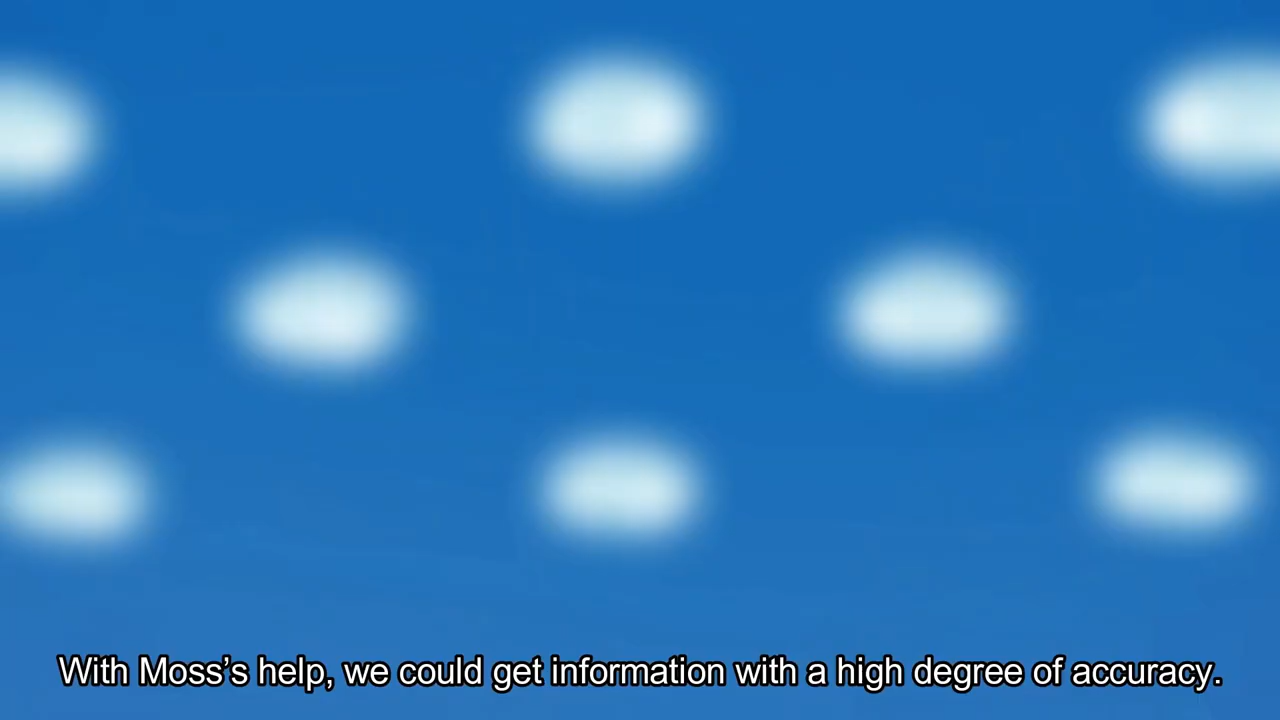 With Moss’s help, we could get information with a high degree of accuracy.